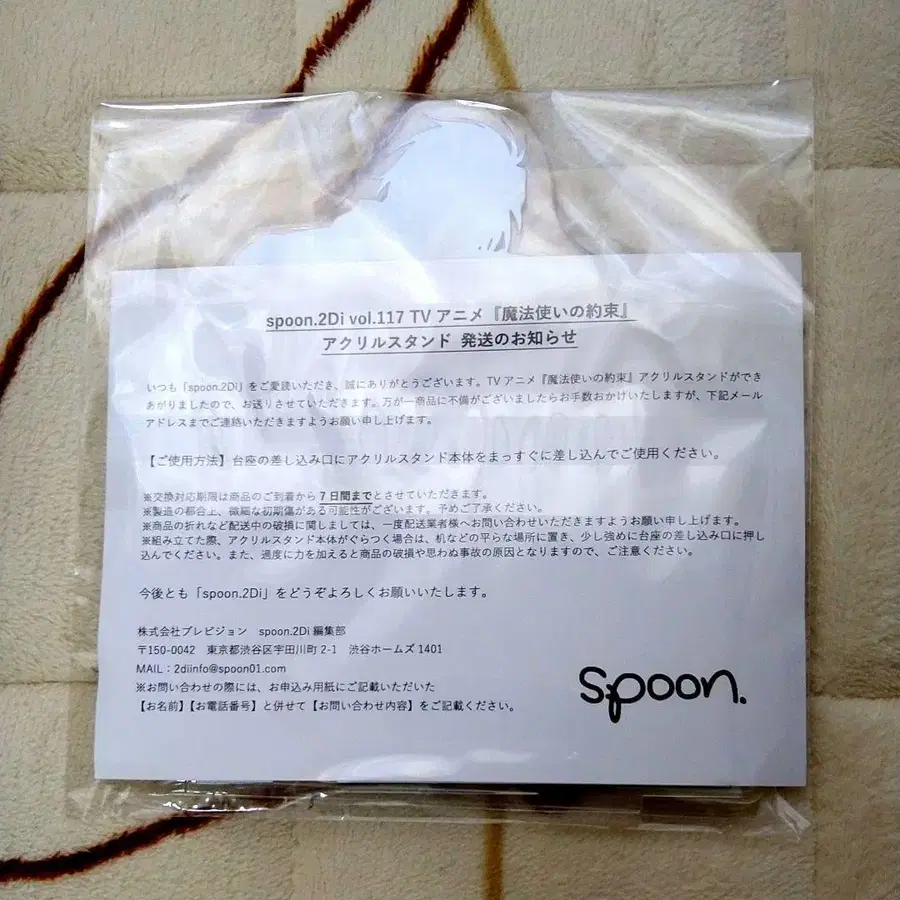 spoon.2Di vol.117 TV アニメ『魔法使いの約束』
アクリルスタンド 発送のお知らせ
いつも「spoon.2Di」をご愛読いただき、誠にありがとうございます。TV アニメ『魔法使いの約束』アクリルスタンドができ
あがりましたので、お送りさせていただきます。万が一商品に不備がございましたらお手数おかけいたしますが、下記メール
アドレスまでご連絡いただきますようお願い申し上げます。
【ご使用方法】台座の差し込み口にアクリルスタンド本体をまっすぐに差し込んでご使用ください。
※交換対応期限は商品のご到着から7日間までとさせていただきます。
※製造の都合上、微細な初期傷がある可能性がございます。予めご了承ください。
※商品の折れなど配送中の破損に関しましては、一度配送業者様へお問い合わせいただきますようお願い申し上げます。
※組み立てた際、アクリルスタンド本体がぐらつく場合は、机などの平らな場所に置き、少し強めに台座の差し込み口に押し
込んでください。また、過度に力を加えると商品の破損や思わぬ事故の原因となりますので、ご注意ください。
今後とも「spoon.2Di」をどうぞよろしくお願いいたします。
株式会社プレビジョン　spoon.2Di 編集部
〒150-0042　東京都渋谷区宇田川町 2-1　渋谷ホームズ 1401
MAIL：2diinfo@spoon01.com
※お問い合わせの際には、お申込み用紙にご記載いただいた
【お名前】【お電話番号】と併せて【お問い合わせ内容】をご記載ください。
spoon.